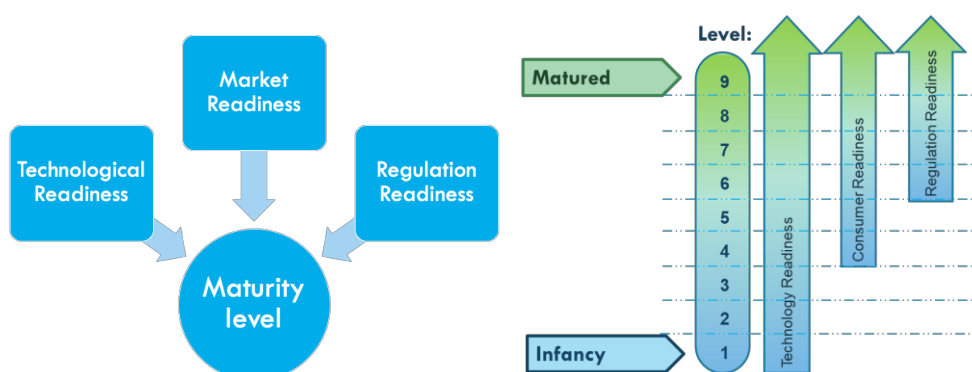 Market
Readiness
Technological
Readiness
Regulation
Readiness
Maturity
level
Level:
Matured
Infancy
9
8
7
6
5
4
3
2
1
Technology Readiness
Consumer Readiness
Regulation Readiness